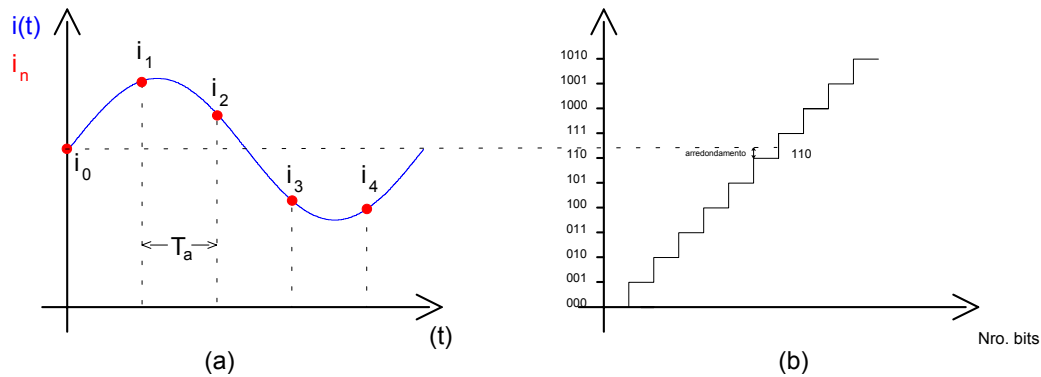 i(t)
i n
i 0
i 1
i 2
i 3
i 4
T a
(t)
(a)
1010
1001
1000
111
110
101
100
011
010
001
000
arredondamento
110
Nro. bits
(b)